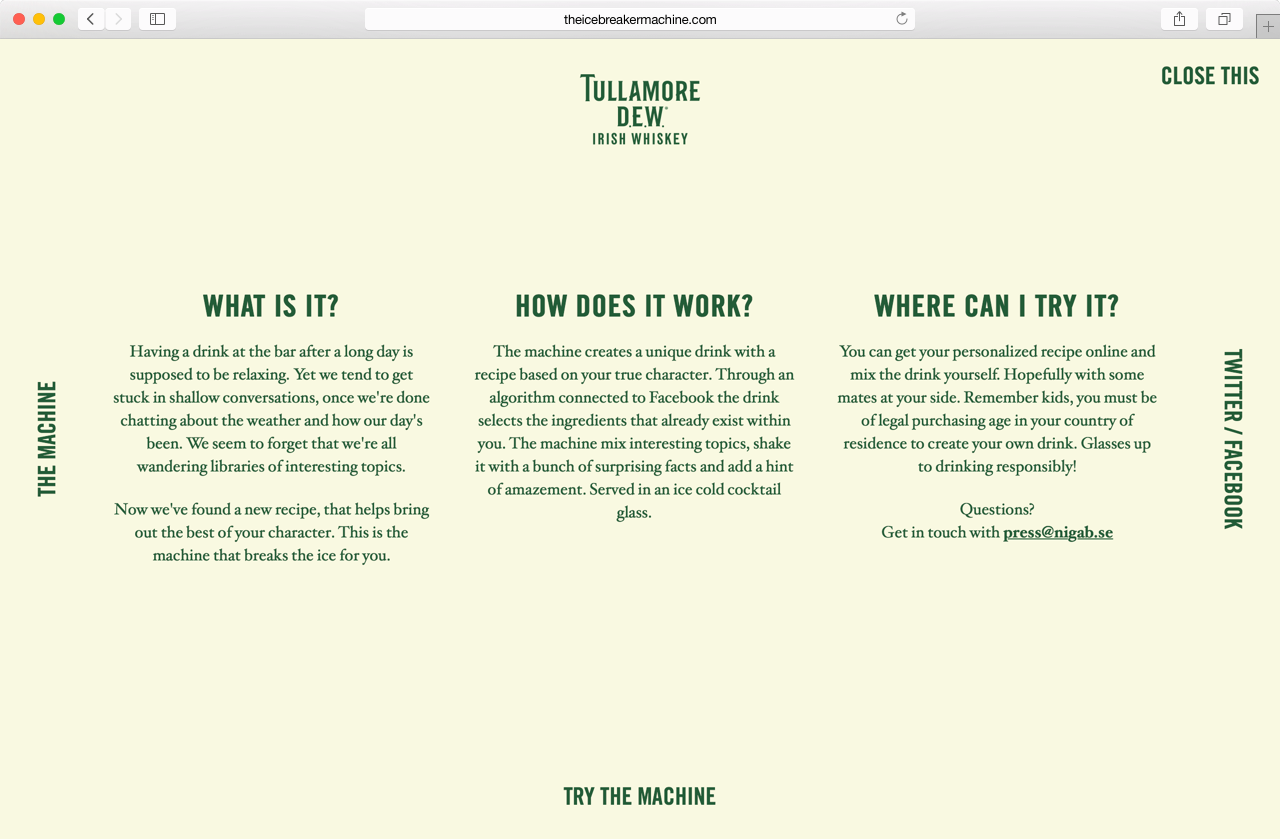 theicebreakermachine.com
CLOSE THIS
TULLAMORE
D.E.W.
IRISH WHISKEY
THE MACHINE
WHAT IS IT?
Having a drink at the bar after a long day is
supposed to be relaxing. Yet we tend to get
stuck in shallow conversations, once we're done
chatting about the weather and how our day's
been. We seem to forget that we're all
wandering libraries of interesting topics.
Now we've found a new recipe, that helps bring
out the best of your character. This is the
machine that breaks the ice for you.
HOW DOES IT WORK?
The machine creates a unique drink with a
recipe based on your true character. Through an
algorithm connected to Facebook the drink
selects the ingredients that already exist within
you. The machine mix interesting topics, shake
it with a bunch of surprising facts and add a hint
of amazement. Served in an ice cold cocktail
glass.
WHERE CAN I TRY IT?
You can get your personalized recipe online and
mix the drink yourself. Hopefully with some
mates at your side. Remember kids, you must be
of legal purchasing age in your country of
residence to create your own drink. Glasses up
to drinking responsibly!
Questions?
Get in touch with press@nigab.se
TWITTER / FACEBOOK
TRY THE MACHINE